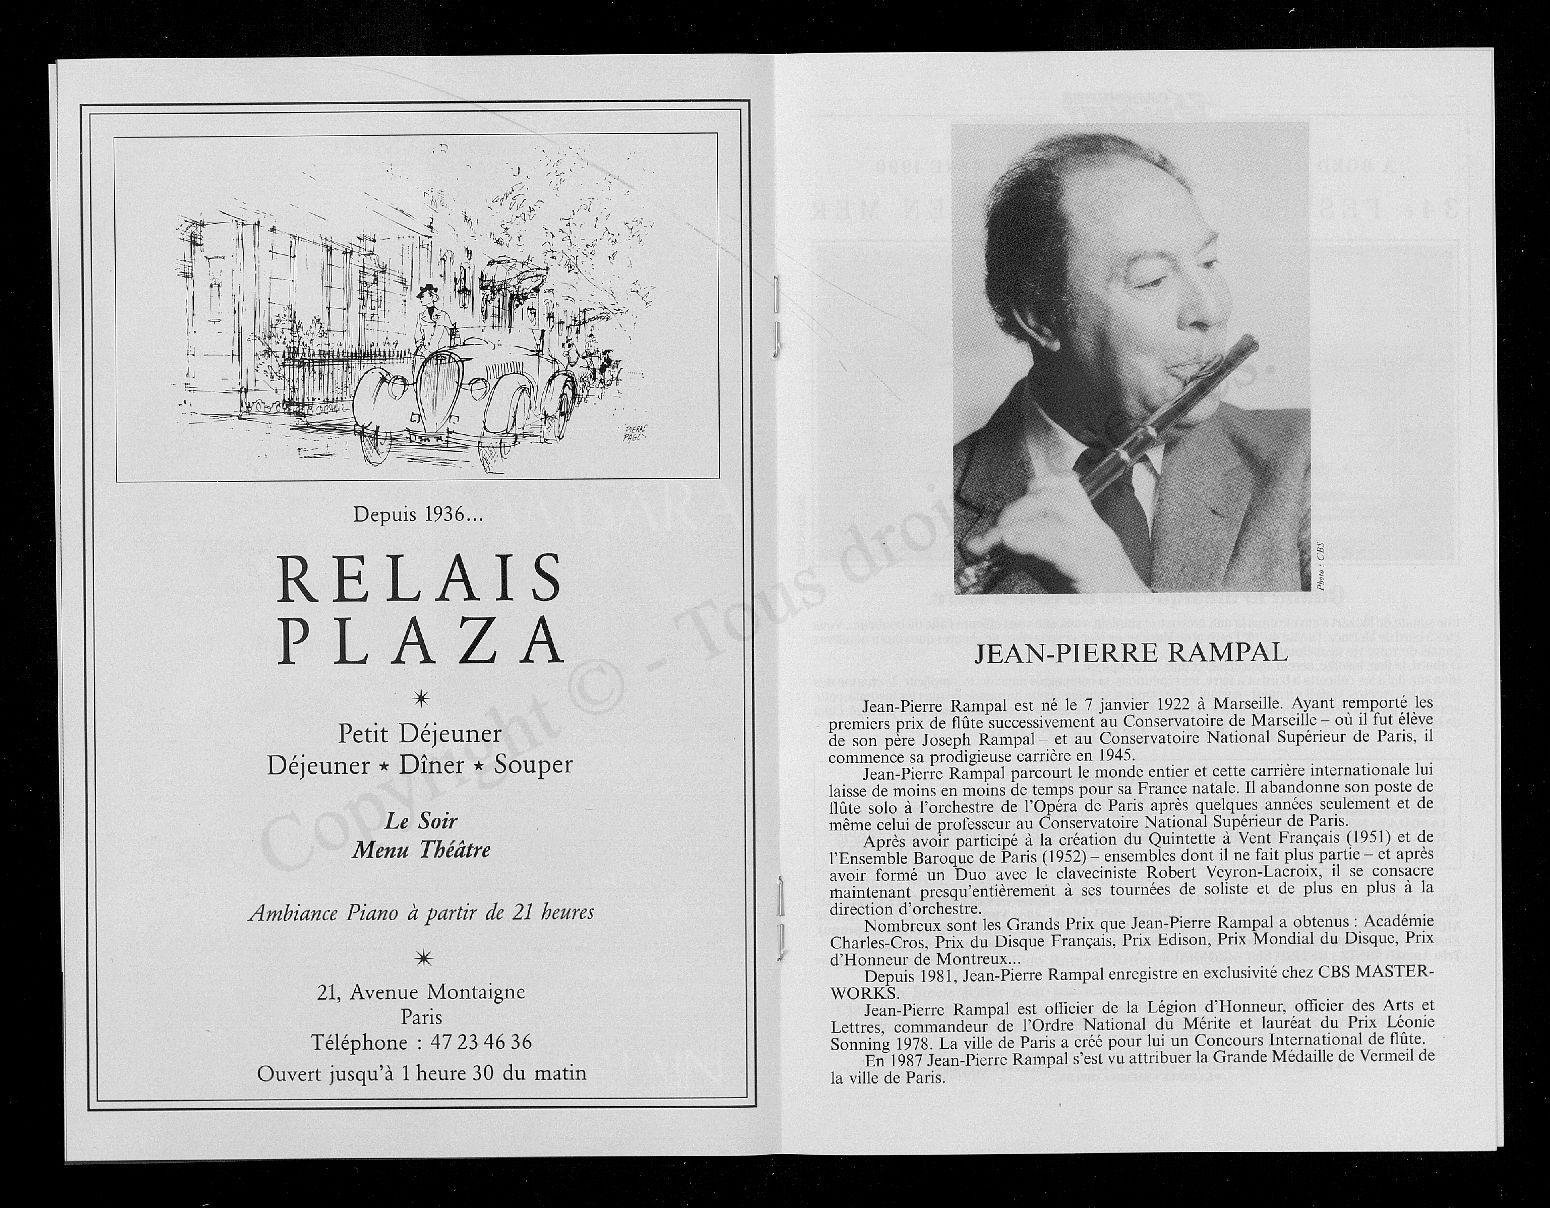 PIERRE
PAGES
Depuis 1936...
RELAIS
PLAZA
Petit Déjeuner
Déjeuner ★ Dîner ★ Souper
Le Soir
Menu Théâtre
Ambiance Piano à partir de 21 heures
21, Avenue Montaigne
Paris
Téléphone : 47 23 46 36
Ouvert jusqu'à 1 heure 30 du matin
Copyright © - Tous droi
Photo : CBS
JEAN-PIERRE RAMPAL
Jean-Pierre Rampal est né le 7 janvier 1922 à Marseille. Ayant remporté les
premiers prix de flûte successivement au Conservatoire de Marseille – où il fut élève
de son père Joseph Rampal – et au Conservatoire National Supérieur de Paris, il
commence sa prodigieuse carrière en 1945.
Jean-Pierre Rampal parcourt le monde entier et cette carrière internationale lui
laisse de moins en moins de temps pour sa France natale. Il abandonne son poste de
flûte solo à l'orchestre de l'Opéra de Paris après quelques années seulement et de
même celui de professeur au Conservatoire National Supérieur de Paris.
Après avoir participé à la création du Quintette à Vent Français (1951) et de
l'Ensemble Baroque de Paris (1952) – ensembles dont il ne fait plus partie – et après
avoir formé un Duo avec le claveciniste Robert Veyron-Lacroix, il se consacre
maintenant presqu'entièrement à ses tournées de soliste et de plus en plus à la
direction d'orchestre.
Nombreux sont les Grands Prix que Jean-Pierre Rampal a obtenus : Académie
Charles-Cros, Prix du Disque Français, Prix Edison, Prix Mondial du Disque, Prix
d'Honneur de Montreux...
Depuis 1981, Jean-Pierre Rampal enregistre en exclusivité chez CBS MASTER-
WORKS.
Jean-Pierre Rampal est officier de la Légion d'Honneur, officier des Arts et
Lettres, commandeur de l'Ordre National du Mérite et lauréat du Prix Léonie
Sonning 1978. La ville de Paris a créé pour lui un Concours International de flûte.
En 1987 Jean-Pierre Rampal s'est vu attribuer la Grande Médaille de Vermeil de
la ville de Paris.